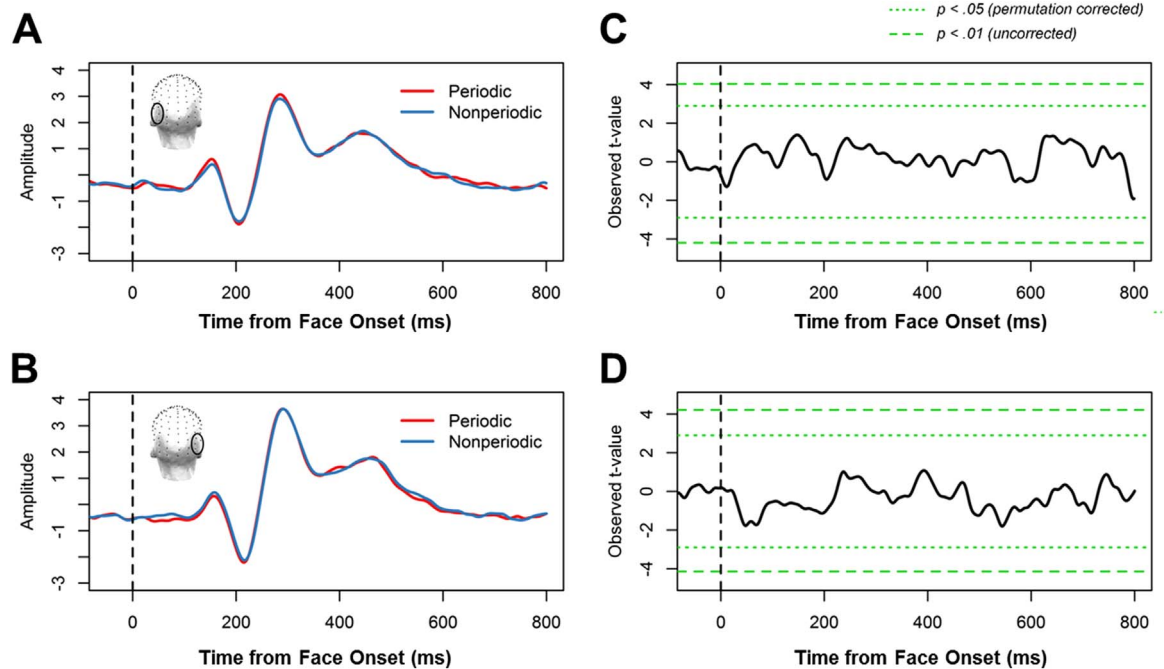 A
Amplitude
4
3
1
-1
-3
Periodic
Nonperiodic
0 200 400 600 800
Time from Face Onset (ms)
C
p < .05 (permutation corrected)
p < .01 (uncorrected)
Observed t-value
4
2
0
-2
-4
0 200 400 600 800
Time from Face Onset (ms)
B
Amplitude
4
3
1
-1
-3
Periodic
Nonperiodic
0 200 400 600 800
Time from Face Onset (ms)
D
Observed t-value
4
2
0
-2
-4
0 200 400 600 800
Time from Face Onset (ms)